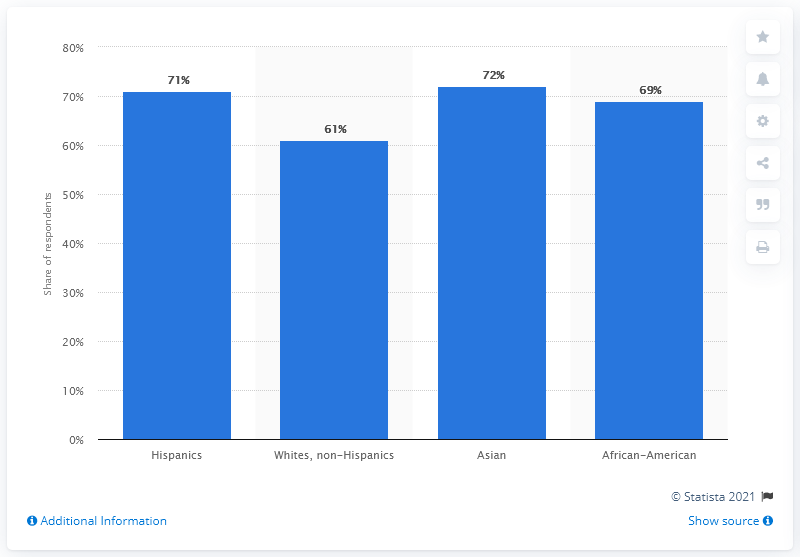 80%
70%
60%
50%
40%
30%
20%
10%
0%
Share of respondents
71%
61%
72%
69%
Hispanics
Whites, non-Hispanics
Asian
African-American
© Statista 2021
Additional Information
Show source